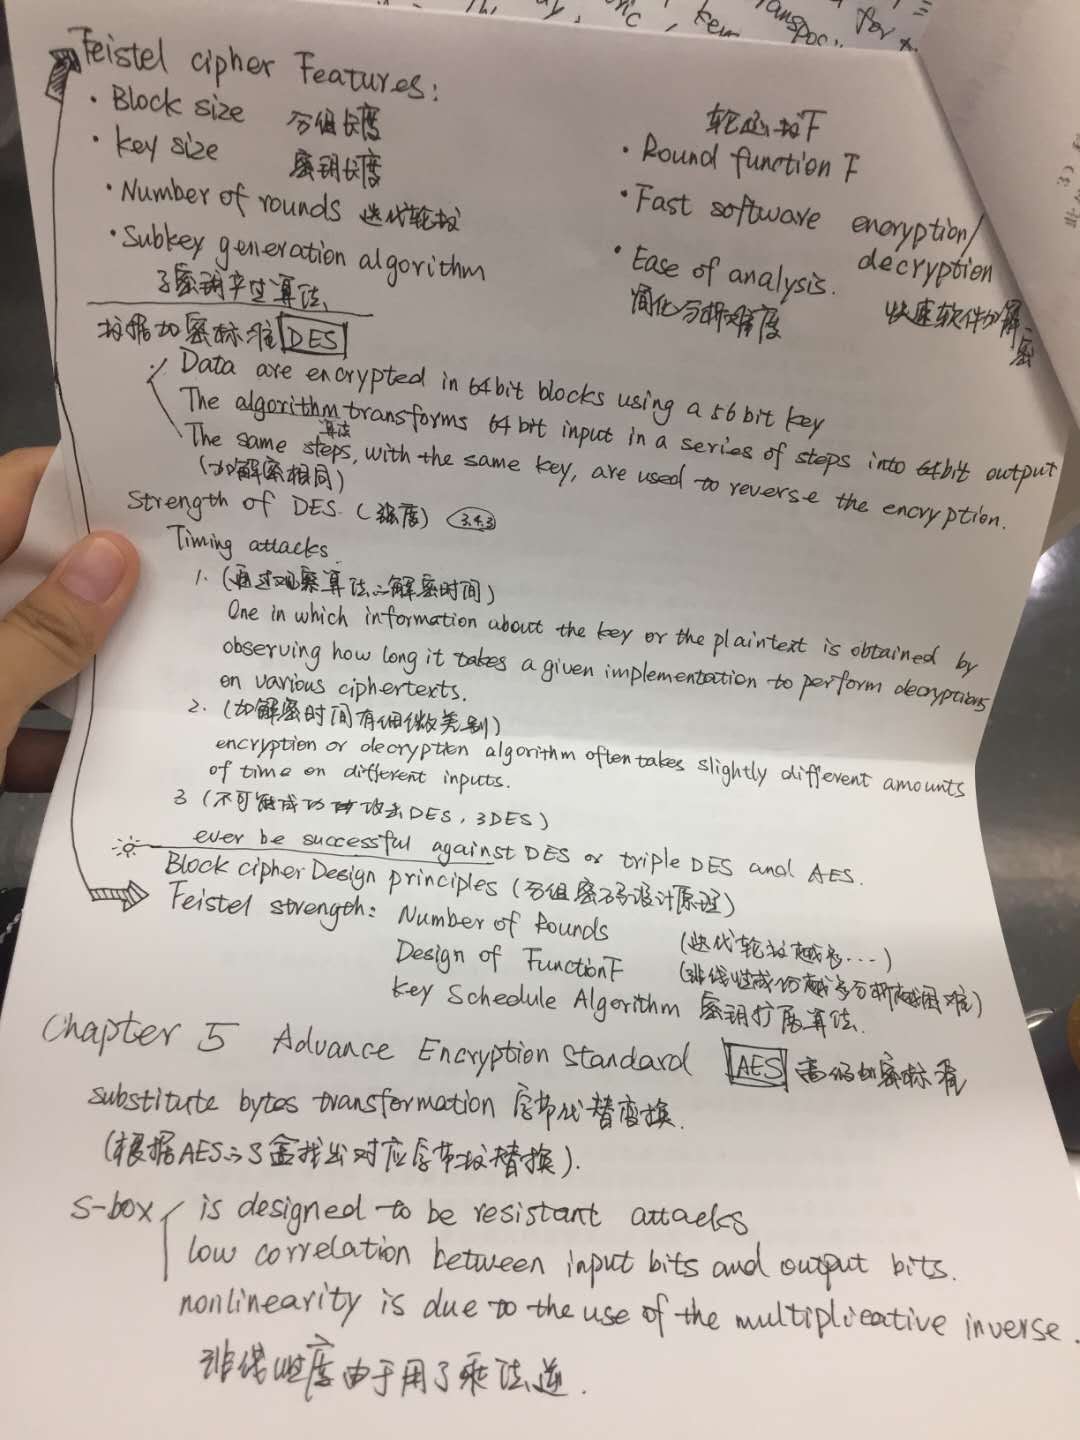 Feistel cipher Features:
· Block size 分组长度
· key size 密钥长度
· Number of rounds 迭代轮数
· Subkey generation algorithm
子密钥产生算法
轮函数F
· Round function F
· Fast software encryption/
decryption
快速软件加解密
· Ease of analysis.
简化分析难度
数据加密标准 DES
Data are encrypted in 64bit blocks using a 56bit key
The algorithm transforms 64bit input in a series of steps into 64bit output
算法
The same steps, with the same key, are used to reverse the encryption.
(加解密相同)
Strength of DES. (强度) 3.4.3
Timing attacks.
1. (通过观察算法的解密时间)
One in which information about the key or the plaintext is obtained by
observing how long it takes a given implementation to perform decryptions
on various ciphertexts.
2. (加解密时间有细微差别)
encryption or decryption algorithm often takes slightly different amounts
of time on different inputs.
3 (不可能成功攻击DES, 3DES)
ever be successful against DES or triple DES and AES.
Block cipher Design principles (分组密码设计原理)
Feistel strength: Number of Rounds (迭代轮数越多...)
Design of FunctionF (非线性成份越多分析越困难)
Key Schedule Algorithm 密钥扩展算法.
Chapter 5 Advance Encryption Standard AES 高级加密标准
substitute bytes transformation 字节代替变换.
(根据AES的S盒找出对应字节数替换).
S-box is designed to be resistant attacks
low correlation between input bits and output bits.
nonlinearity is due to the use of the multiplicative inverse.
非线性度由于用了乘法逆.